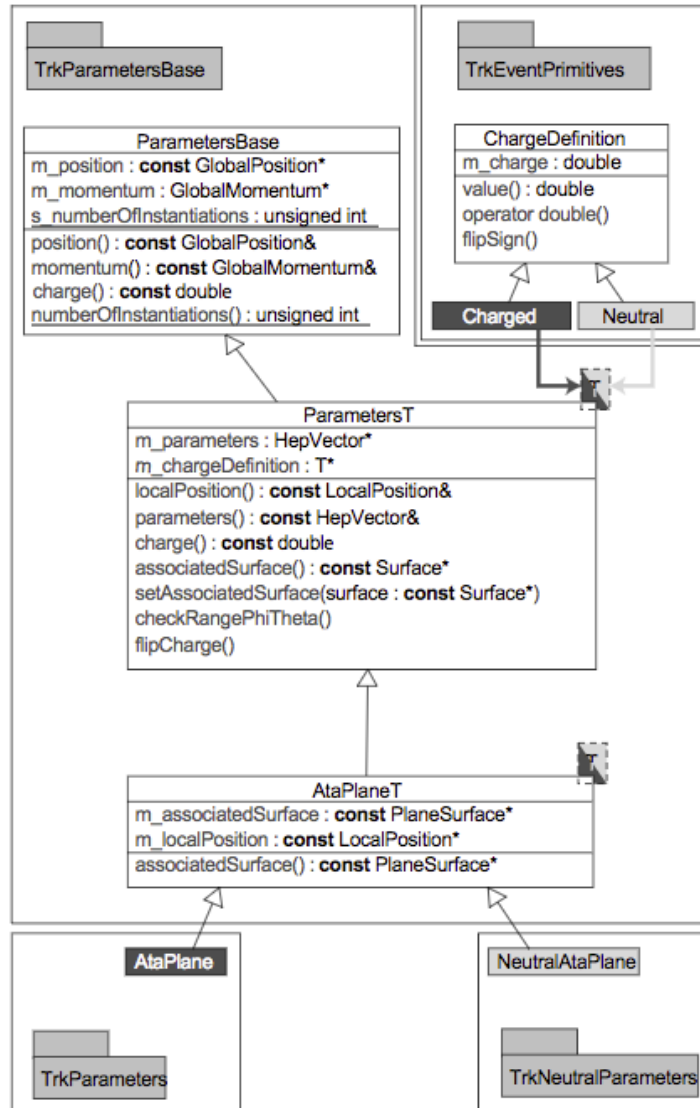 TrkParametersBase
TrkEventPrimitives
ParametersBase
m_position : const GlobalPosition*
m_momentum : GlobalMomentum*
s_numberOfInstantiations : unsigned int
position() : const GlobalPosition&
momentum() : const GlobalMomentum&
charge() : const double
numberOfInstantiations() : unsigned int
ChargeDefinition
m_charge : double
value() : double
operator double()
flipSign()
Charged
Neutral
T
ParametersT
m_parameters : HepVector*
m_chargeDefinition : T*
localPosition() : const LocalPosition&
parameters() : const HepVector&
charge() : const double
associatedSurface() : const Surface*
setAssociatedSurface(surface : const Surface*)
checkRangePhiTheta()
flipCharge()
T
AtaPlaneT
m_associatedSurface : const PlaneSurface*
m_localPosition : const LocalPosition*
associatedSurface() : const PlaneSurface*
AtaPlane
NeutralAtaPlane
TrkParameters
TrkNeutralParameters